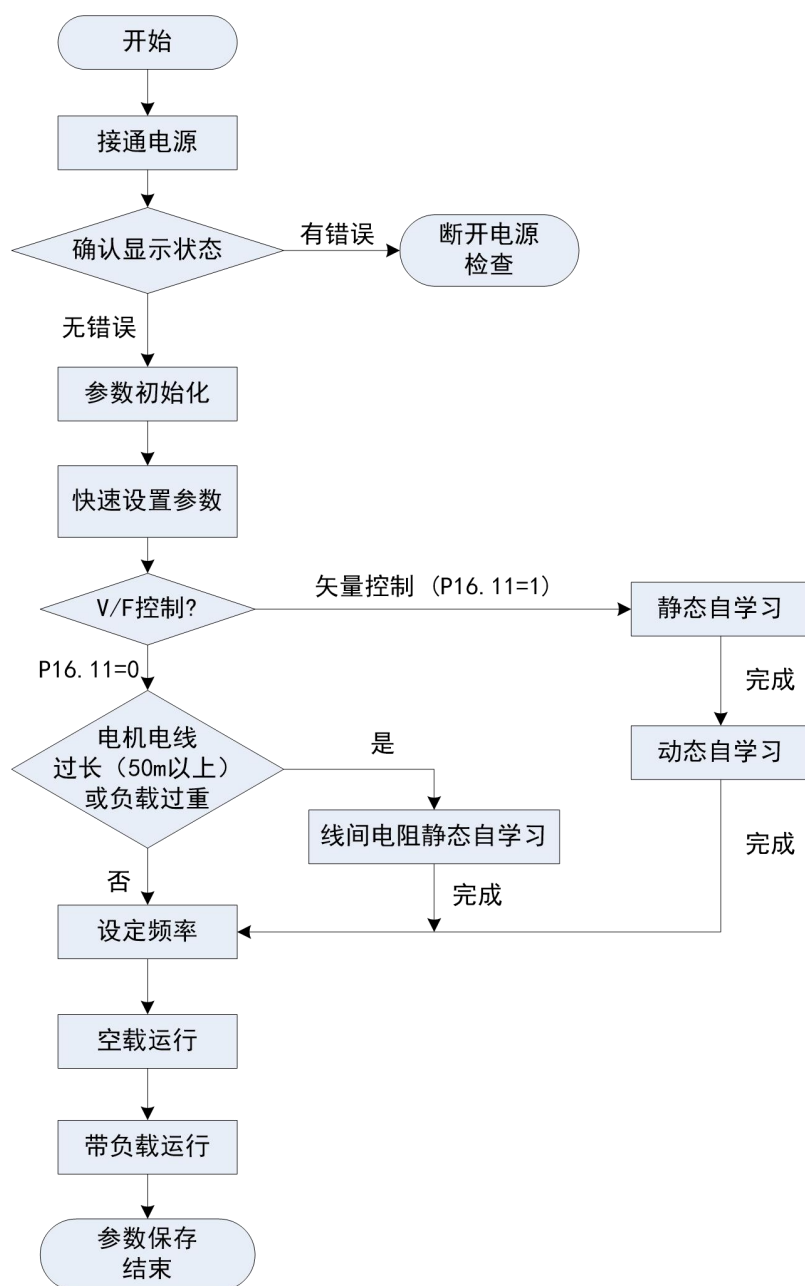 开始
接通电源
确认显示状态
有错误
断开电源
检查
无错误
参数初始化
快速设置参数
V/F控制?
矢量控制 (P16.11=1)
静态自学习
P16.11=0
完成
电机电线
过长（50m以上）
或负载过重
是
动态自学习
线间电阻静态自学习
完成
否
完成
设定频率
空载运行
带负载运行
参数保存
结束